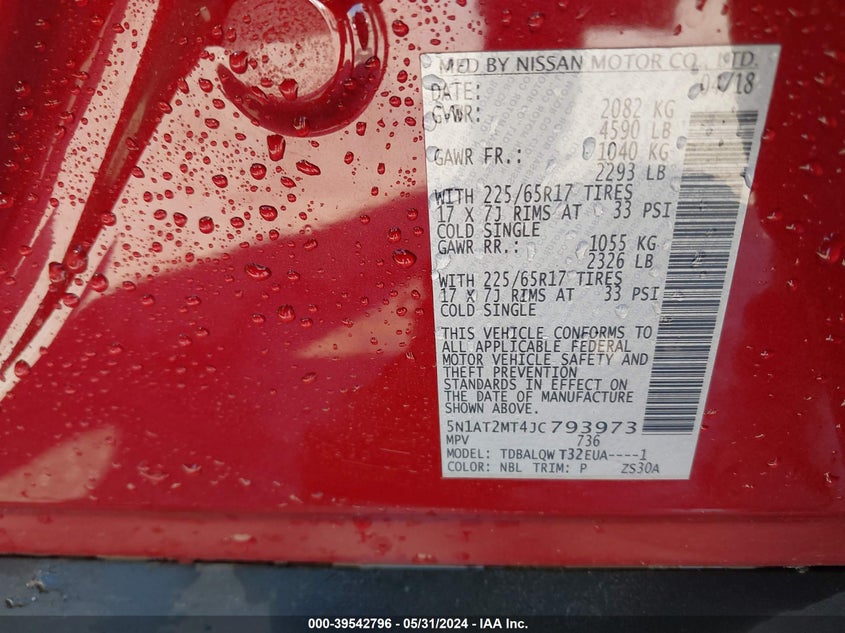 MFD BY NISSAN MOTOR CO., LTD.
DATE: 04/18
GVWR: 2082 KG
4590 LB
GAWR FR.: 1040 KG
2293 LB
WITH 225/65R17 TIRES
17 X 7J RIMS AT 33 PSI
COLD SINGLE
GAWR RR.: 1055 KG
2326 LB
WITH 225/65R17 TIRES
17 X 7J RIMS AT 33 PSI
COLD SINGLE
THIS VEHICLE CONFORMS TO
ALL APPLICABLE FEDERAL
MOTOR VEHICLE SAFETY AND
THEFT PREVENTION
STANDARDS IN EFFECT ON
THE DATE OF MANUFACTURE
SHOWN ABOVE.
5N1AT2MT4JC793973
MPV 736
MODEL: TDBALQW T32EUA----1
COLOR: NBL TRIM: P ZS30A
000-39542796 - 05/31/2024 - IAA Inc.